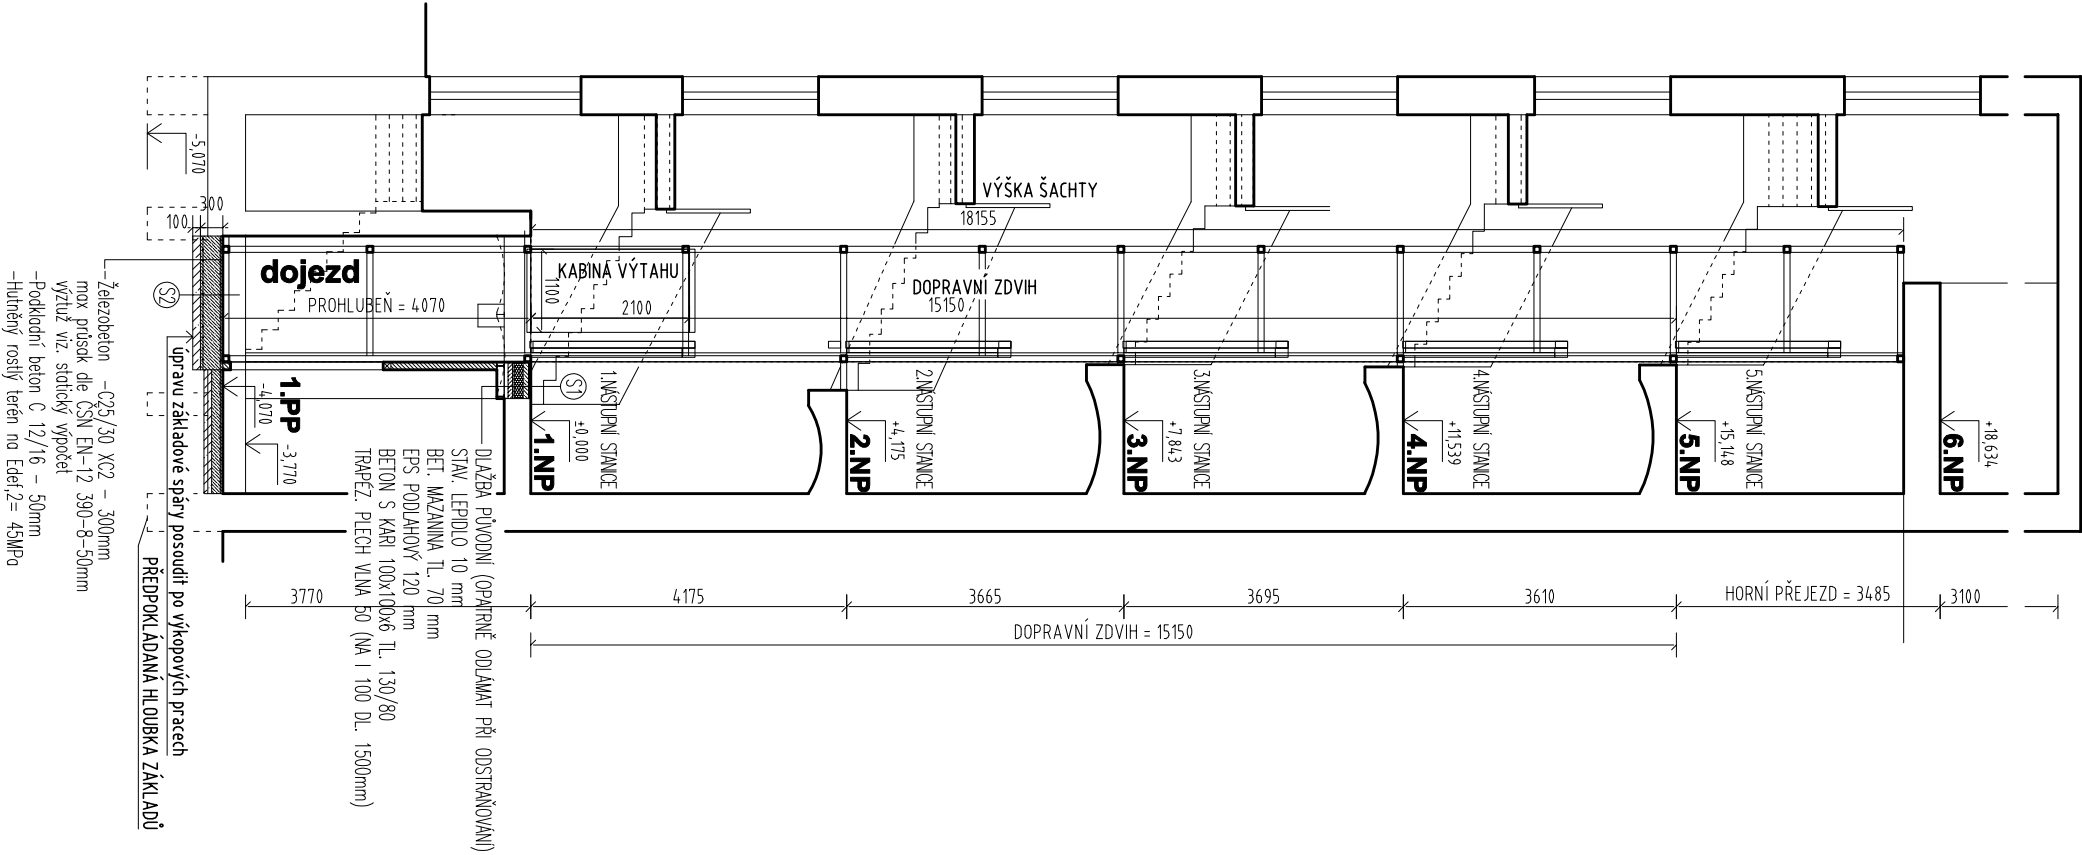 VÝŠKA ŠACHTY
18155
-5,070
300
100
dojezd
PROHLUBEŇ = 4070
KABINA VÝTAHU
1100
2100
DOPRAVNÍ ZDVIH
15150
S2
S1
-Železobeton -C25/30 XC2 - 300mm
max průsak dle ČSN EN-12 390-8-50mm
výztuž viz. statický výpočet
-Podkladní beton C 12/16 - 50mm
-Hutněný rostlý terén na Edef,2= 45MPa
úpravu základové spáry posoudit po výkopových pracech
PŘEDPOKLÁDANÁ HLOUBKA ZÁKLADŮ
-4,070
1.PP
-3,770
1.NÁSTUPNÍ STANICE
±0,000
1.NP
2.NÁSTUPNÍ STANICE
+4,175
2.NP
3.NÁSTUPNÍ STANICE
+7,843
3.NP
4.NÁSTUPNÍ STANICE
+11,539
4.NP
5.NÁSTUPNÍ STANICE
+15,148
5.NP
+18,634
6.NP
DLAŽBA PŮVODNÍ (OPATRNĚ ODLÁMAT PŘI ODSTRAŇOVÁNÍ)
STAV. LEPIDLO 10 mm
BET. MAZANINA TL. 70 mm
EPS PODLAHOVÝ 120 mm
BETON S KARI 100x100x6 TL. 130/80
TRAPÉZ. PLECH VLNA 50 (NA I 100 DL. 1500mm)
3770
4175
3665
3695
3610
HORNÍ PŘEJEZD = 3485
3100
DOPRAVNÍ ZDVIH = 15150